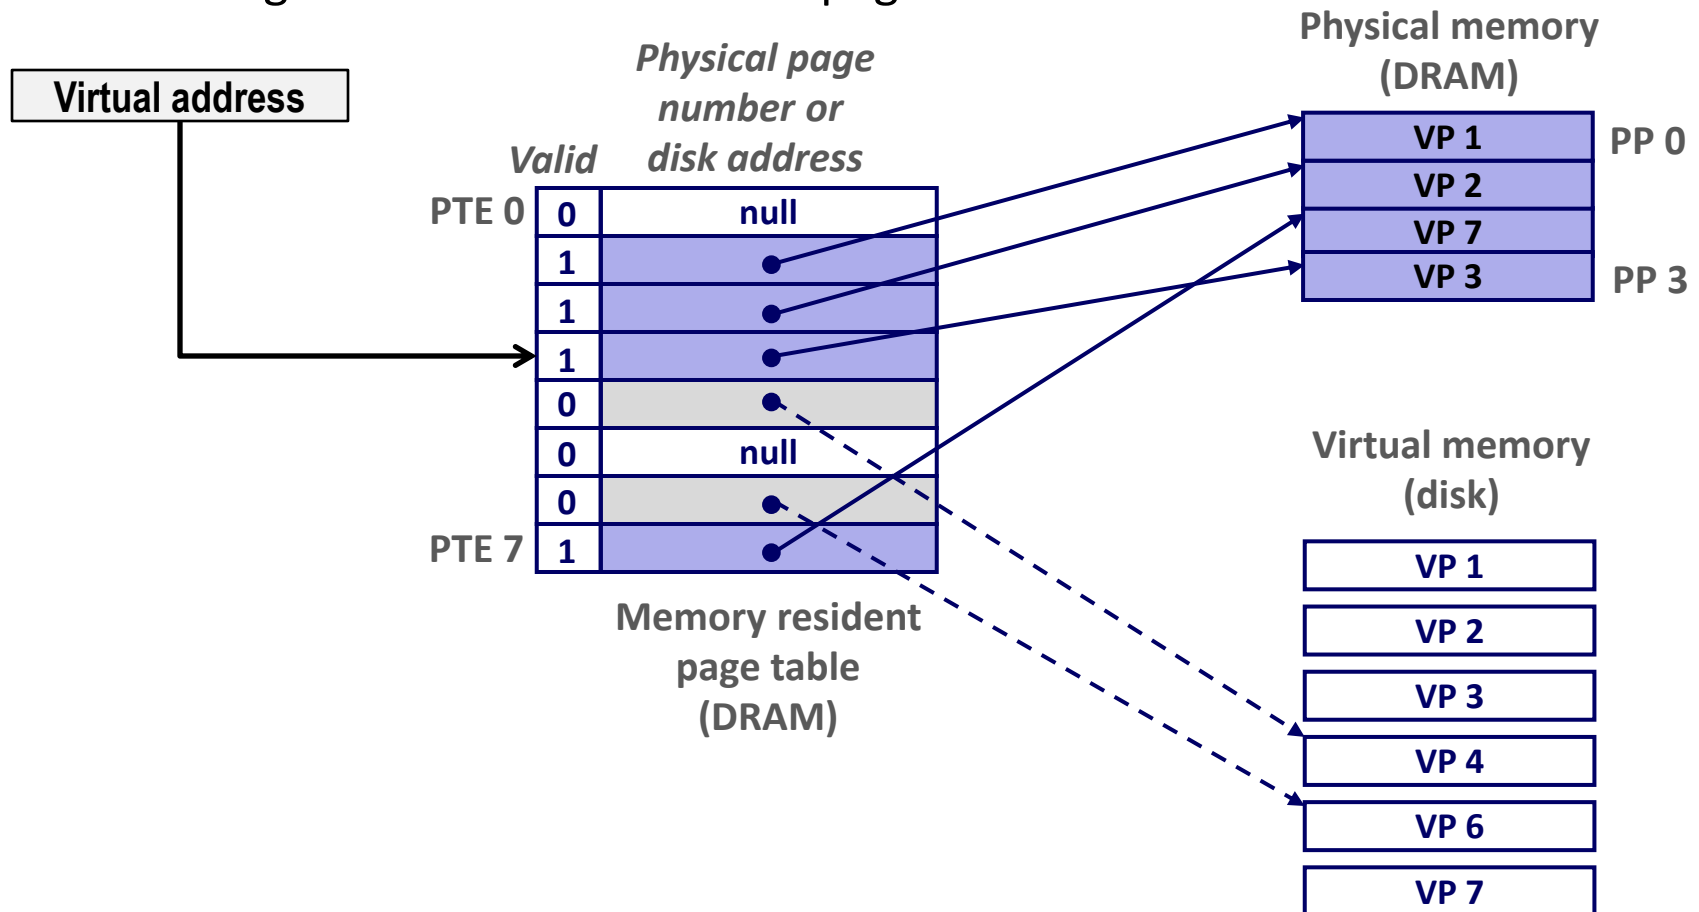 Physical memory
(DRAM)
Virtual address
Physical page
number or
disk address
Valid
PTE 0
0 null
1
1
1
0
0 null
0
PTE 7 1
Memory resident
page table
(DRAM)
VP 1 PP 0
VP 2
VP 7
VP 3 PP 3
Virtual memory
(disk)
VP 1
VP 2
VP 3
VP 4
VP 6
VP 7